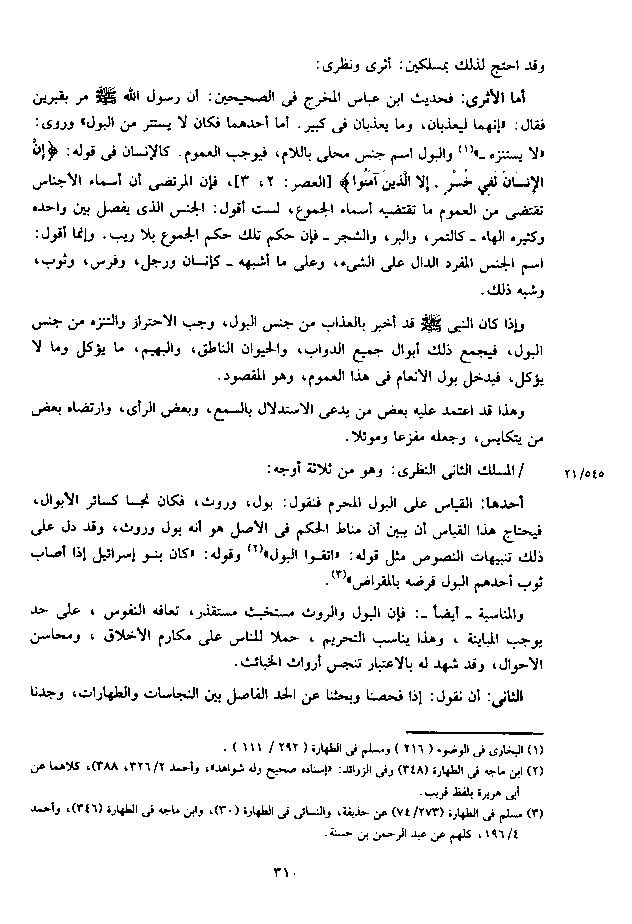 وقد احتج لذلك بمسلكين: أثرى ونظرى:
أما الأثرى: فحديث ابن عباس المخرج فى الصحيحين: أن رسول الله ﷺ مر بقبرين
فقال: «إنهما ليعذبان، وما يعذبان فى كبير. أما أحدهما فكان لا يستتر من البول» وروى:
«لا يستنزه ـ»(١) والبول اسم جنس محلى باللام، فيوجب العموم. كالإنسان فى قوله: ﴿إِنَّ
الإِنسَانَ لَفِي خُسْرٍ . إِلاَّ الَّذِينَ آمَنُوا﴾ [العصر: ٢، ٣]، فإن المرتضى أن أسماء الأجناس
تقتضى من العموم ما تقتضيه أسماء الجموع، لست أقول: الجنس الذى يفصل بين واحده
وكثيره الهاء ـ كالتمر، والبر، والشجر ـ فإن حكم تلك حكم الجموع بلا ريب. وإنما أقول:
اسم الجنس المفرد الدال على الشىء، وعلى ما أشبهه ـ كإنسان ورجل، وفرس، وثوب،
وشبه ذلك.
وإذا كان النبى ﷺ قد أخبر بالعذاب من جنس البول، وجب الاحتراز والتنزه من جنس
البول، فيجمع ذلك أبوال جميع الدواب، والحيوان الناطق، والبهيم، ما يؤكل وما لا
يؤكل، فيدخل بول الأنعام فى هذا العموم، وهو المقصود.
وهذا قد اعتمد عليه بعض من يدعى الاستدلال بالسمع، وبعض الرأى، وارتضاه بعض
من يتكايس، وجعله مفزعا وموئلا.
٢١/٥٤٥ / المسلك الثانى النظرى: وهو من ثلاثة أوجه:
أحدها: القياس على البول المحرم فنقول: بول، وروث، فكان نجسا كسائر الأبوال،
فيحتاج هذا القياس أن يبين أن مناط الحكم فى الأصل هو أنه بول وروث، وقد دل على
ذلك تنبيهات النصوص مثل قوله: «اتقوا البول»(٢) وقوله: «كان بنو إسرائيل إذا أصاب
ثوب أحدهم البول قرضه بالمقراض»(٣).
والمناسبة ـ أيضاً ـ: فإن البول والروث مستخبث مستقذر، تعافه النفوس ، على حد
يوجب المباينة ، وهذا يناسب التحريم ، حملا للناس على مكارم الأخلاق ، ومحاسن
الأحوال، وقد شهد له بالاعتبار تنجس أرواث الخبائث.
الثانى: أن نقول: إذا فحصنا وبحثنا عن الحد الفاصل بين النجاسات والطهارات، وجدنا
(١) البخارى فى الوضوء ( ٢١٦ ) ومسلم فى الطهارة ( ٢٩٢ / ١١١ ) .
(٢) ابن ماجه فى الطهارة (٣٤٨) وفى الزوائد: «إسناده صحيح وله شواهد»، وأحمد ٢/ ٣٢٦، ٣٨٨)، كلاهما عن
أبى هريرة بلفظ قريب.
(٣) مسلم فى الطهارة (٧٤/٢٧٣) عن حذيفة، والنسائى فى الطهارة (٣٠)، وابن ماجه فى الطهارة (٣٤٦)، وأحمد
٤/ ١٩٦، كلهم عن عبد الرحمن بن حسنة.
٣١٠